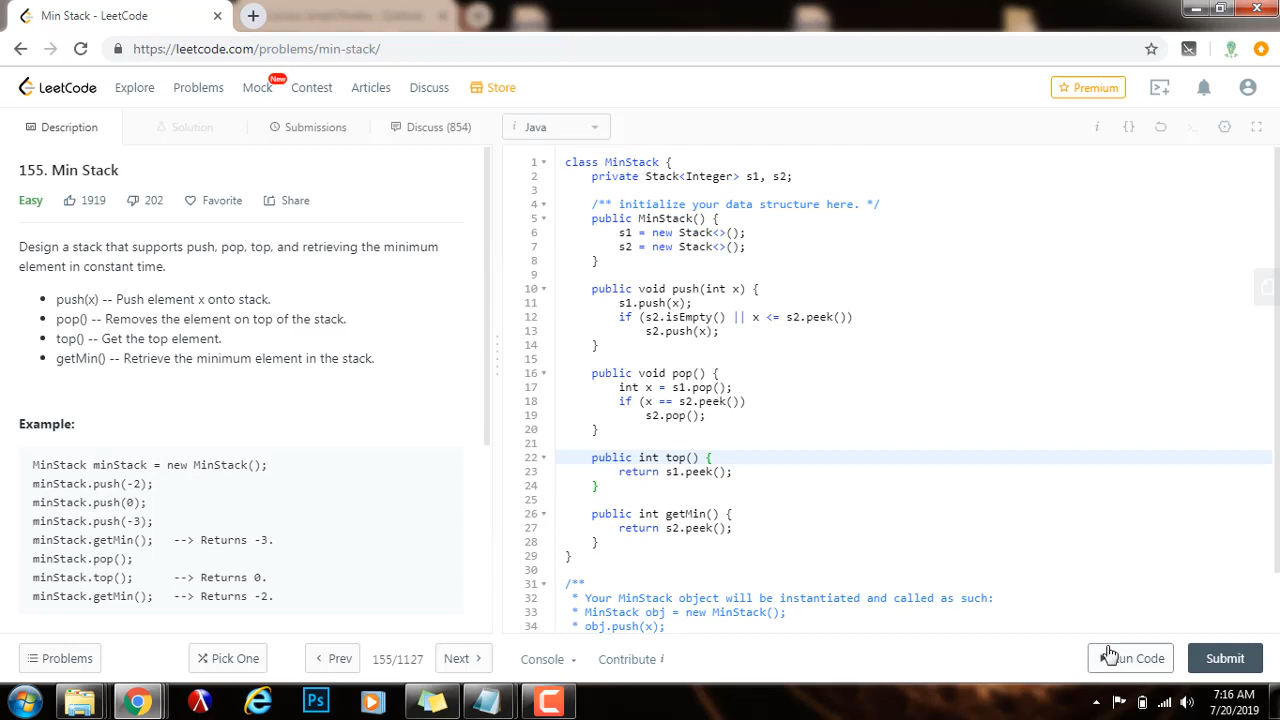 Min Stack - LeetCode
https://leetcode.com/problems/min-stack/
LeetCode
Explore
Problems
Mock
New
Contest
Articles
Discuss
Store
Premium
Description
Solution
Submissions
Discuss (854)
i Java
155. Min Stack
Easy
1919
202
Favorite
Share
Design a stack that supports push, pop, top, and retrieving the minimum
element in constant time.
push(x) -- Push element x onto stack.
pop() -- Removes the element on top of the stack.
top() -- Get the top element.
getMin() -- Retrieve the minimum element in the stack.
Example:
MinStack minStack = new MinStack();
minStack.push(-2);
minStack.push(0);
minStack.push(-3);
minStack.getMin();   --> Returns -3.
minStack.pop();
minStack.top();      --> Returns 0.
minStack.getMin();   --> Returns -2.
1 class MinStack {
2     private Stack<Integer> s1, s2;
3
4     /** initialize your data structure here. */
5     public MinStack() {
6         s1 = new Stack<>();
7         s2 = new Stack<>();
8     }
9
10     public void push(int x) {
11         s1.push(x);
12         if (s2.isEmpty() || x <= s2.peek())
13             s2.push(x);
14     }
15
16     public void pop() {
17         int x = s1.pop();
18         if (x == s2.peek())
19             s2.pop();
20     }
21
22     public int top() {
23         return s1.peek();
24     }
25
26     public int getMin() {
27         return s2.peek();
28     }
29 }
30
31 /**
32  * Your MinStack object will be instantiated and called as such:
33  * MinStack obj = new MinStack();
34  * obj.push(x);
Problems
Pick One
Prev
155/1127
Next
Console
Contribute i
Code
Submit
Ps
7:16 AM
7/20/2019